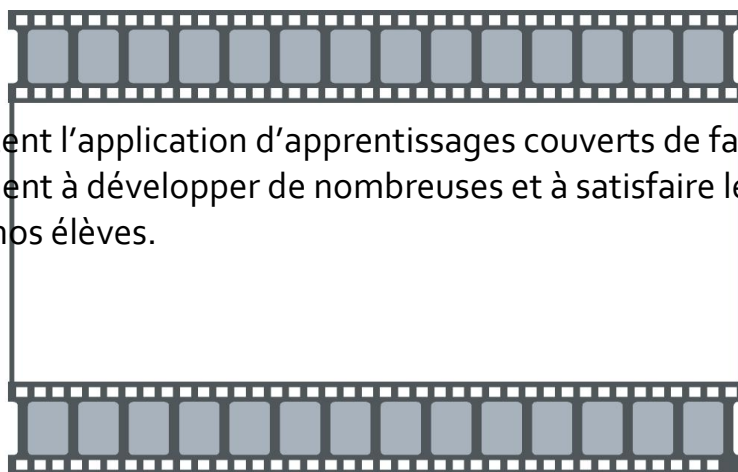 ent l'application d'apprentissages couverts de fa
ent à développer de nombreuses et à satisfaire le
nos élèves.